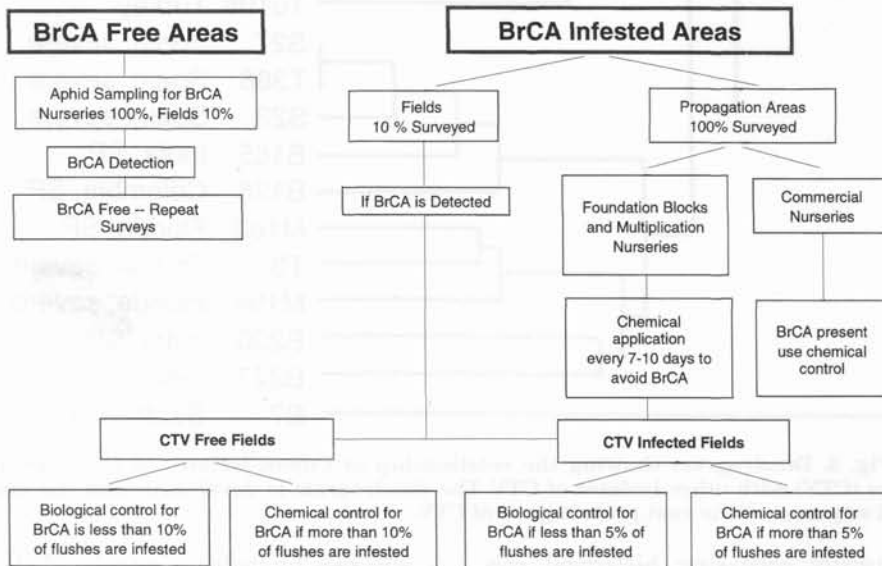 BrCA Free Areas
BrCA Infested Areas
Aphid Sampling for BrCA
Nurseries 100%, Fields 10%
BrCA Detection
BrCA Free -- Repeat
Surveys
Fields
10 % Surveyed
Propagation Areas
100% Surveyed
If BrCA is Detected
Foundation Blocks
and Multiplication
Nurseries
Commercial
Nurseries
Chemical
application
every 7-10 days to
avoid BrCA
BrCA present
use chemical
control
CTV Free Fields
CTV Infected Fields
Biological control for
BrCA is less than 10%
of flushes are infested
Chemical control for
BrCA if more than 10%
of flushes are infested
Biological control for
BrCA if less than 5% of
flushes are infested
Chemical control for
BrCA if more than 5%
of flushes are infested